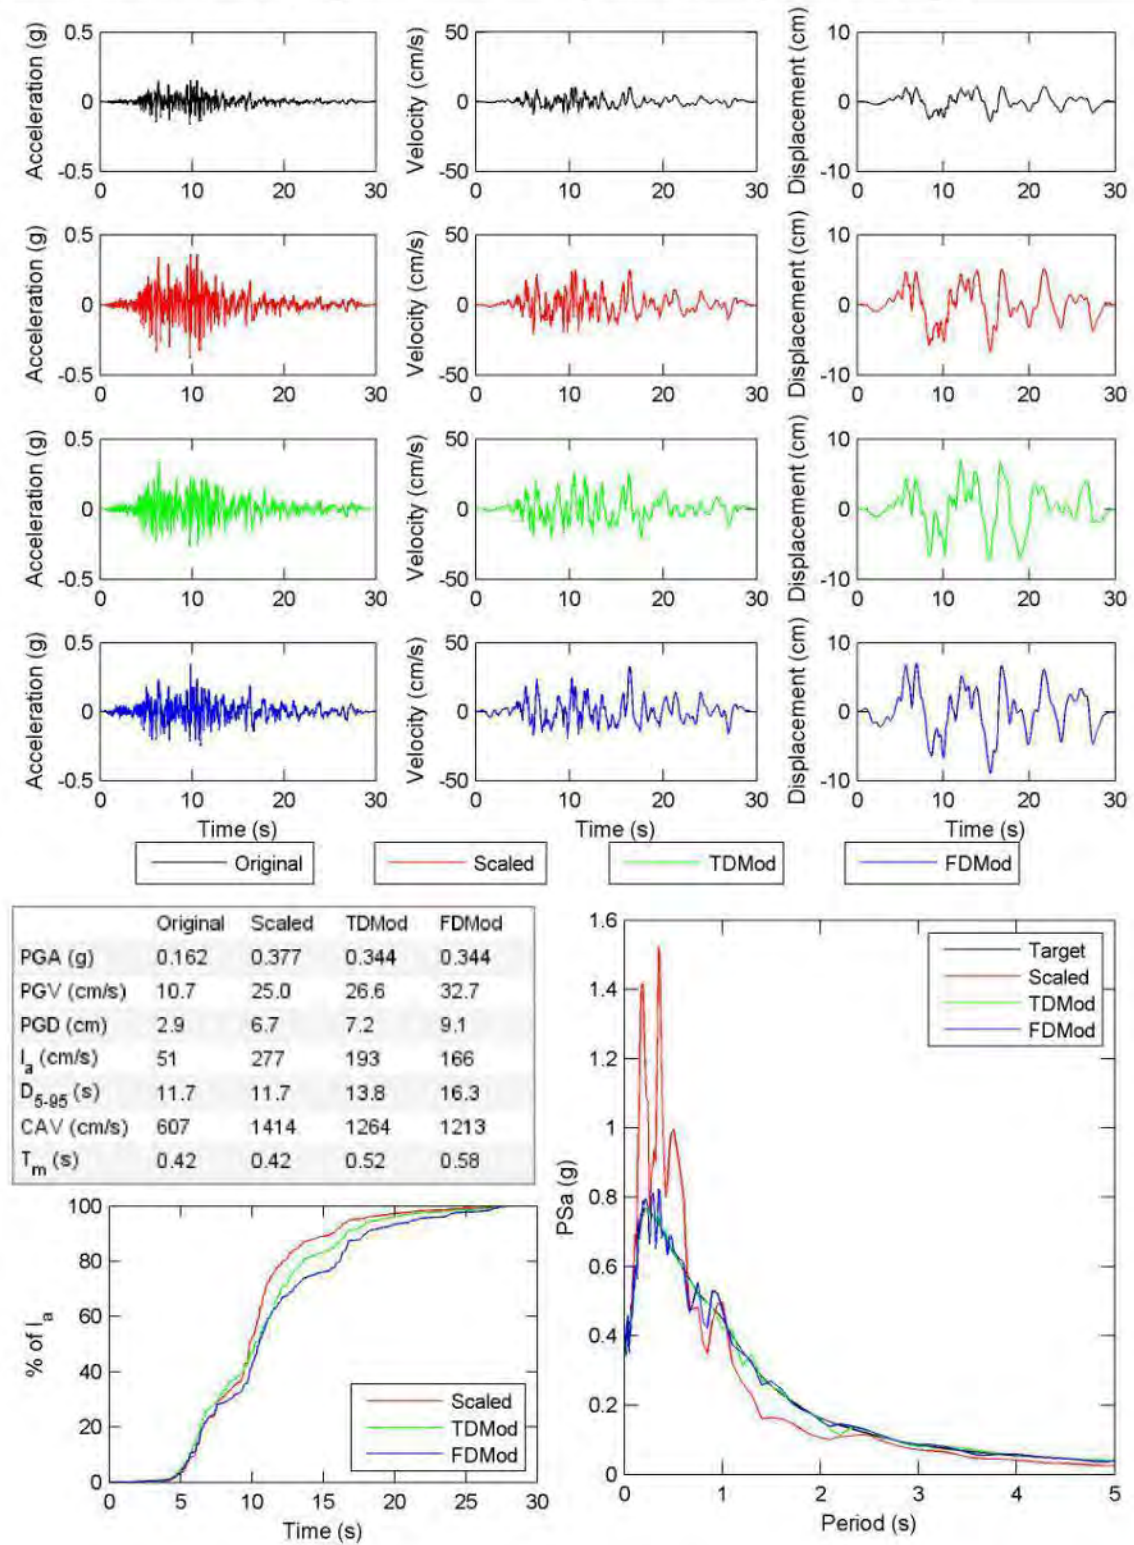 Acceleration (g)
0.5
0
-0.5
0 10 20 30
Velocity (cm/s)
50
0
-50
0 10 20 30
Displacement (cm)
10
0
-10
0 10 20 30
Acceleration (g)
0.5
0
-0.5
0 10 20 30
Velocity (cm/s)
50
0
-50
0 10 20 30
Displacement (cm)
10
0
-10
0 10 20 30
Acceleration (g)
0.5
0
-0.5
0 10 20 30
Velocity (cm/s)
50
0
-50
0 10 20 30
Displacement (cm)
10
0
-10
0 10 20 30
Acceleration (g)
0.5
0
-0.5
0 10 20 30
Time (s)
Velocity (cm/s)
50
0
-50
0 10 20 30
Time (s)
Displacement (cm)
10
0
-10
0 10 20 30
Time (s)
Original Scaled TDMod FDMod
Original Scaled TDMod FDMod
PGA (g) 0.162 0.377 0.344 0.344
PGV (cm/s) 10.7 25.0 26.6 32.7
PGD (cm) 2.9 6.7 7.2 9.1
Ia (cm/s) 51 277 193 166
D5-95 (s) 11.7 11.7 13.8 16.3
CAV (cm/s) 607 1414 1264 1213
Tm (s) 0.42 0.42 0.52 0.58
% of Ia
100
80
60
40
20
0
0 5 10 15 20 25 30
Time (s)
Scaled
TDMod
FDMod
PSa (g)
1.6
1.4
1.2
1
0.8
0.6
0.4
0.2
0
0 1 2 3 4 5
Period (s)
Target
Scaled
TDMod
FDMod